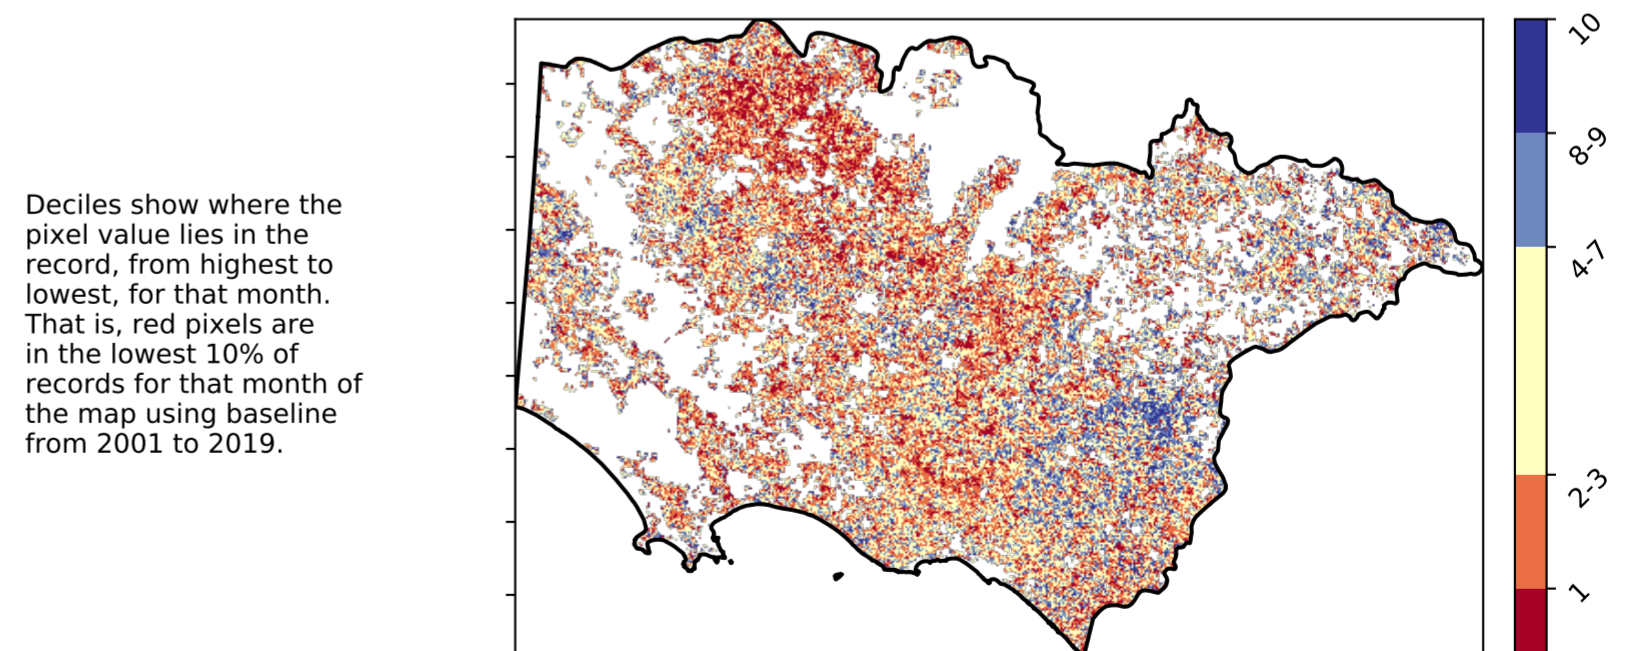 Deciles show where the
pixel value lies in the
record, from highest to
lowest, for that month.
That is, red pixels are
in the lowest 10% of
records for that month of
the map using baseline
from 2001 to 2019.
10
8-9
4-7
2-3
1